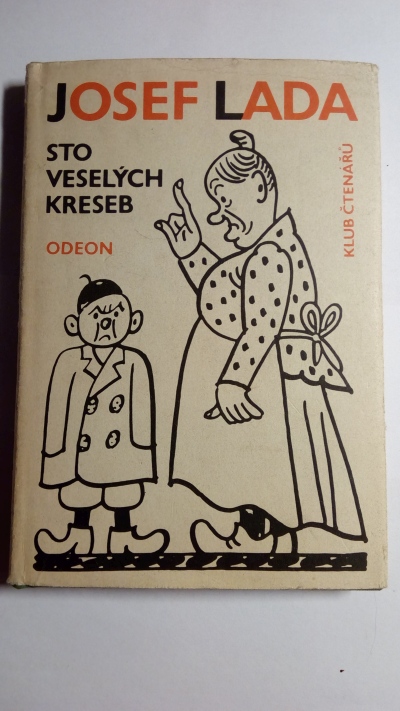 JOSEF LADA
STO
VESELÝCH
KRESEB
ODEON
KLUB ČTENÁŘŮ